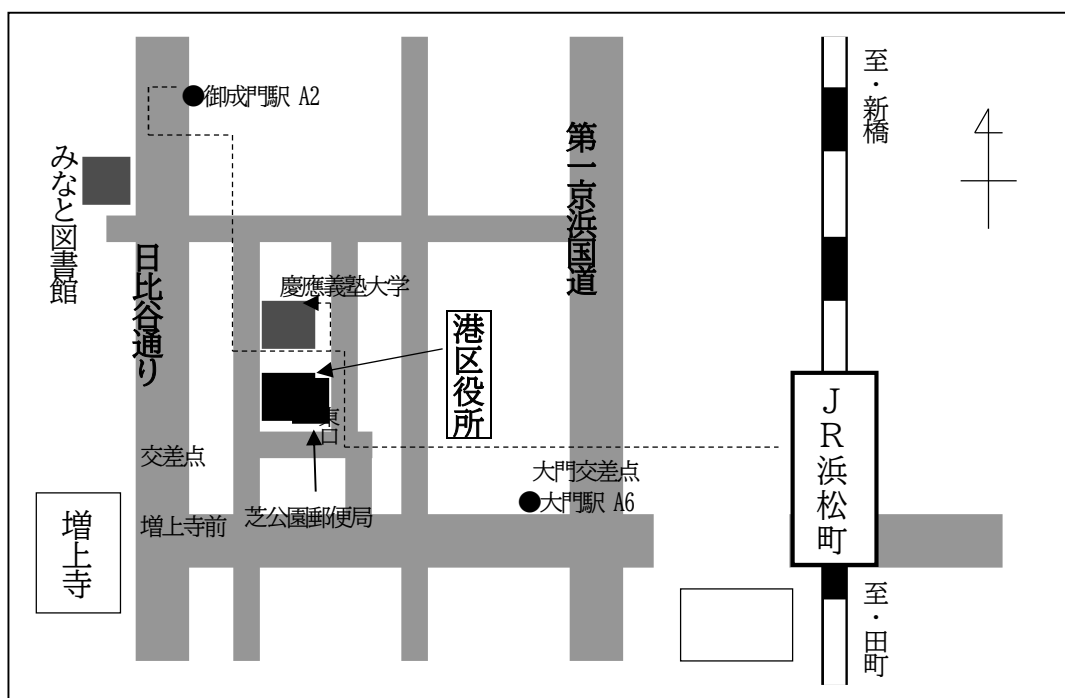 御成門駅 A2
至・新橋
第一京浜国道
みなと図書館
日比谷通り
慶應義塾大学
港区役所
東口
JR浜松町
交差点
大門交差点
大門駅 A6
増上寺前
芝公園郵便局
増上寺
至・田町